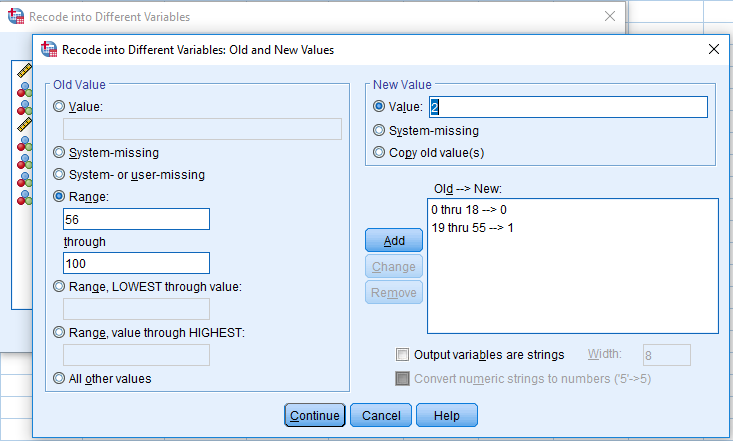 Recode into Different Variables
Recode into Different Variables: Old and New Values
Old Value
Value:
System-missing
System- or user-missing
Range:
56
through
100
Range, LOWEST through value:
Range, value through HIGHEST:
All other values
New Value
Value: 2
System-missing
Copy old value(s)
Old --> New:
0 thru 18 --> 0
19 thru 55 --> 1
Add
Change
Remove
Output variables are strings Width: 8
Convert numeric strings to numbers ('5'->5)
Continue Cancel Help